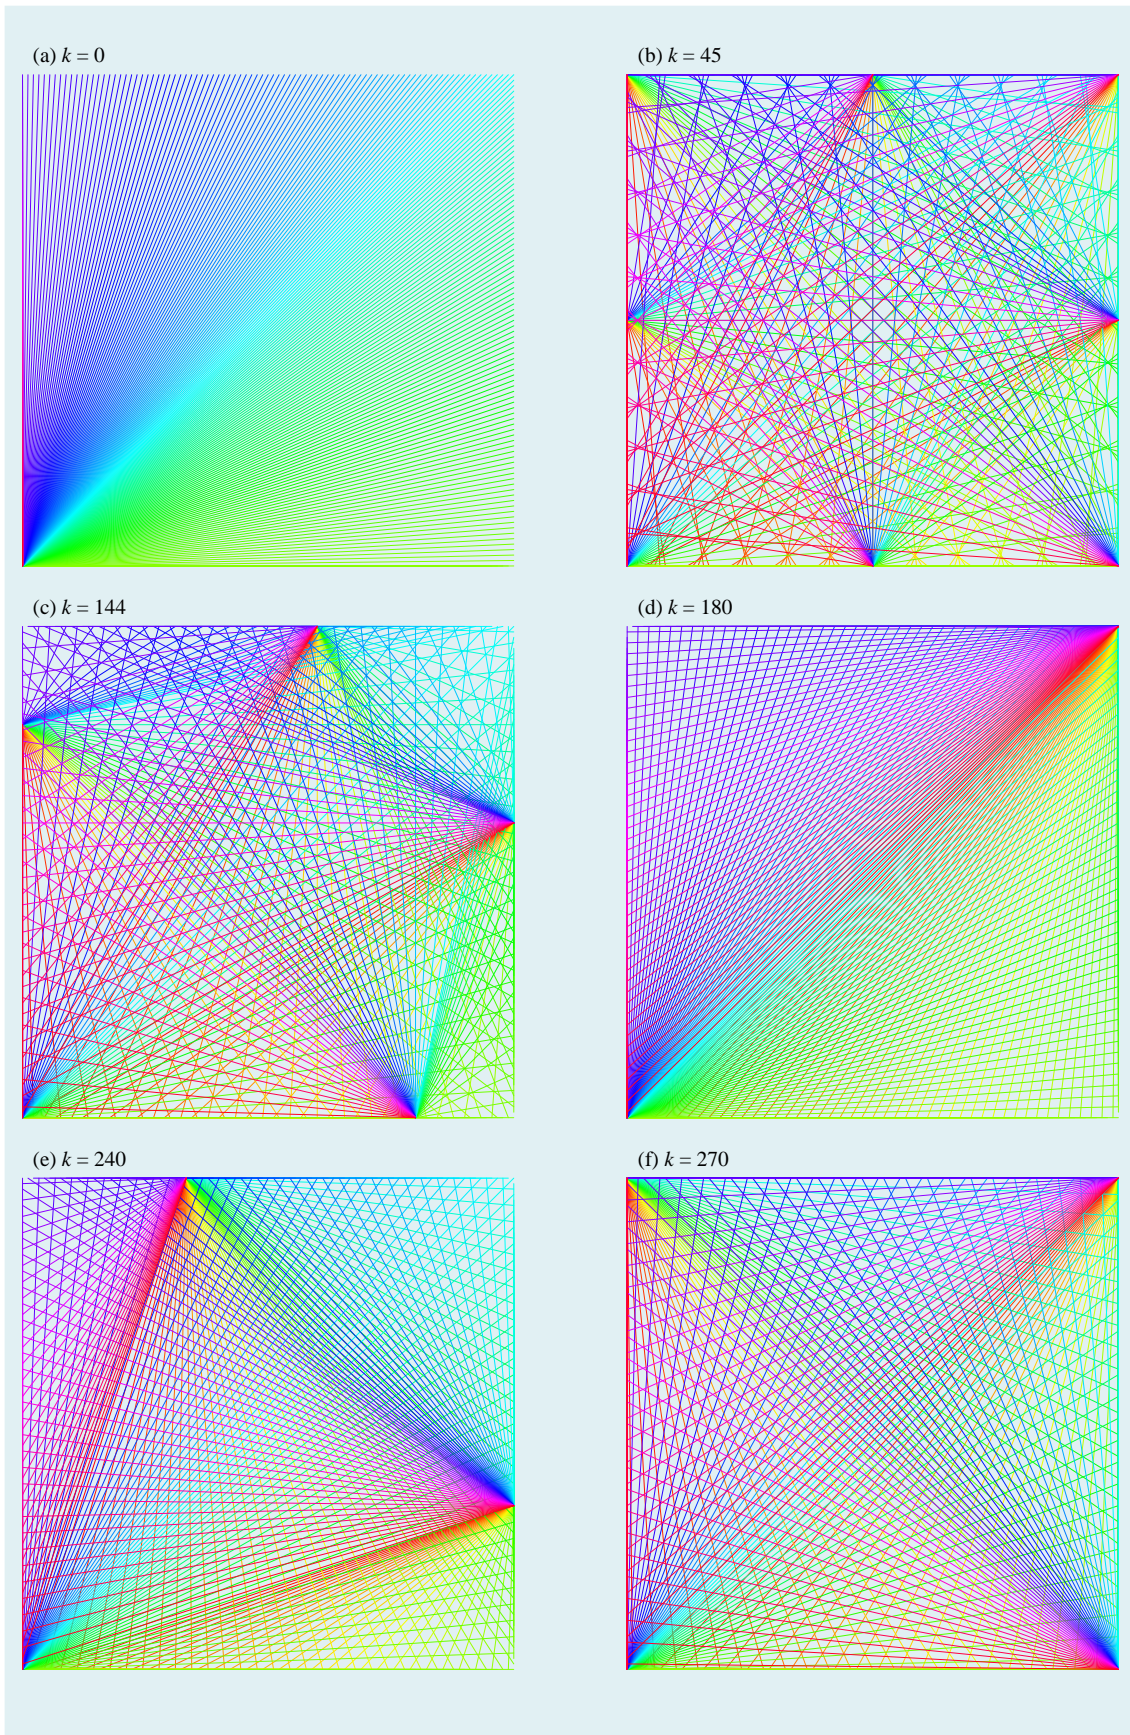 (a) k = 0
(b) k = 45
(c) k = 144
(d) k = 180
(e) k = 240
(f) k = 270